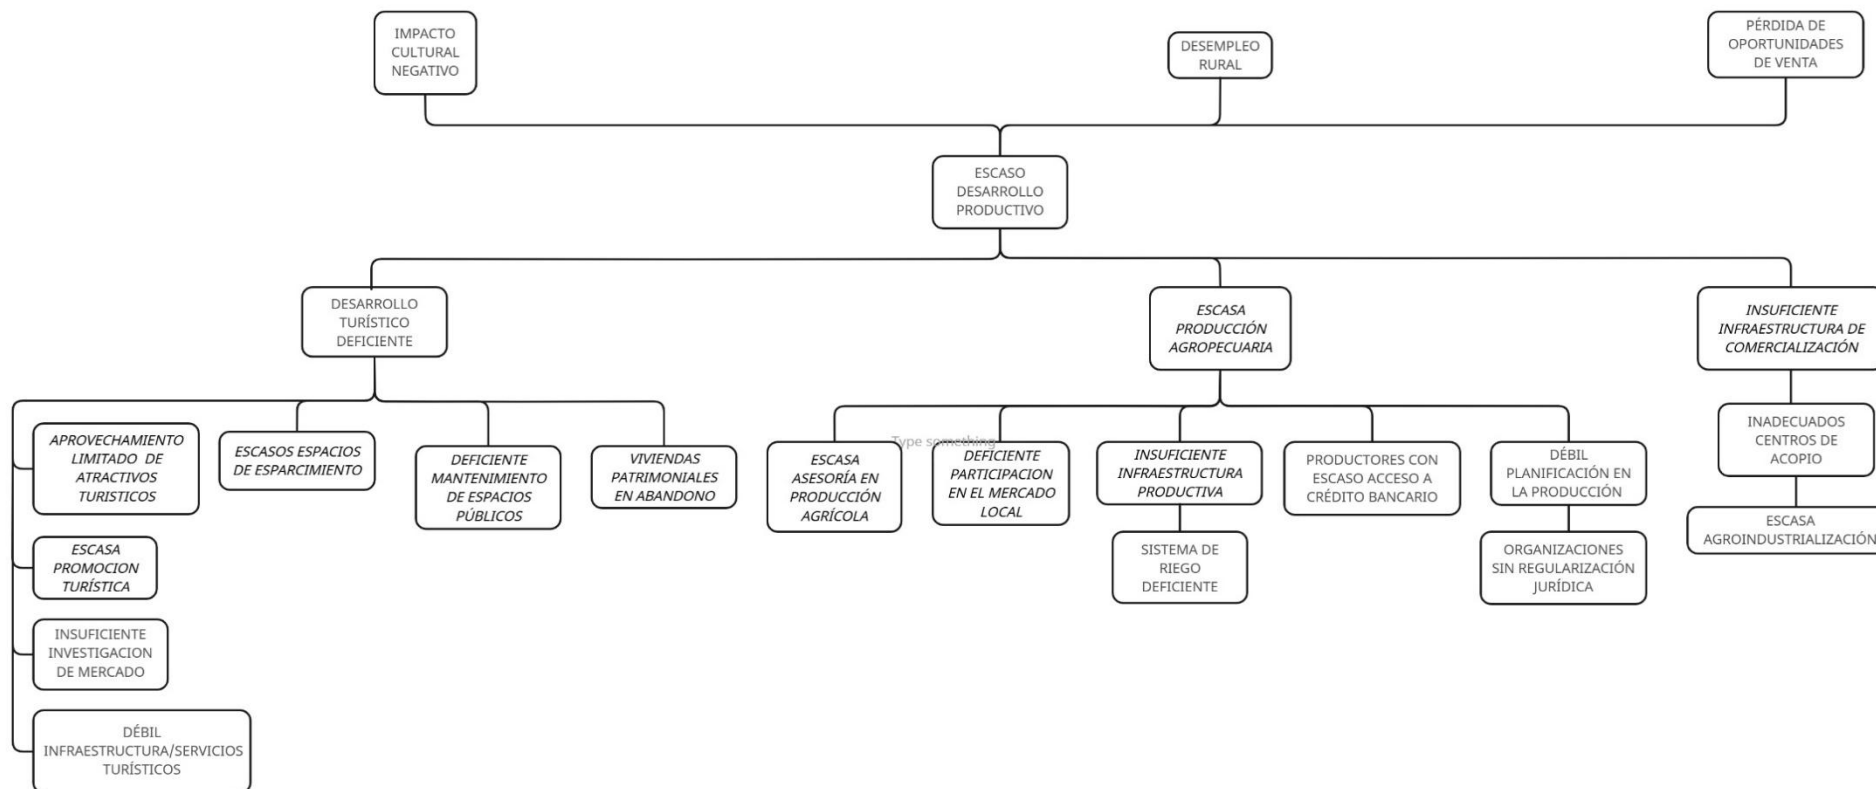 IMPACTO
CULTURAL
NEGATIVO
DESEMPLEO
RURAL
PÉRDIDA DE
OPORTUNIDADES
DE VENTA
ESCASO
DESARROLLO
PRODUCTIVO
DESARROLLO
TURÍSTICO
DEFICIENTE
ESCASA
PRODUCCIÓN
AGROPECUARIA
INSUFICIENTE
INFRAESTRUCTURA DE
COMERCIALIZACIÓN
APROVECHAMIENTO
LIMITADO DE
ATRACTIVOS
TURISTICOS
ESCASOS ESPACIOS
DE ESPARCIMIENTO
DEFICIENTE
MANTENIMIENTO
DE ESPACIOS
PÚBLICOS
VIVIENDAS
PATRIMONIALES
EN ABANDONO
Type something
ESCASA
ASESORÍA EN
PRODUCCIÓN
AGRÍCOLA
DEFICIENTE
PARTICIPACION
EN EL MERCADO
LOCAL
INSUFICIENTE
INFRAESTRUCTURA
PRODUCTIVA
PRODUCTORES CON
ESCASO ACCESO A
CRÉDITO BANCARIO
DÉBIL
PLANIFICACIÓN EN
LA PRODUCCIÓN
INADECUADOS
CENTROS DE
ACOPIO
ESCASA
AGROINDUSTRIALIZACIÓN
SISTEMA DE
RIEGO
DEFICIENTE
ORGANIZACIONES
SIN REGULARIZACIÓN
JURÍDICA
ESCASA
PROMOCION
TURÍSTICA
INSUFICIENTE
INVESTIGACION
DE MERCADO
DÉBIL
INFRAESTRUCTURA/SERVICIOS
TURÍSTICOS